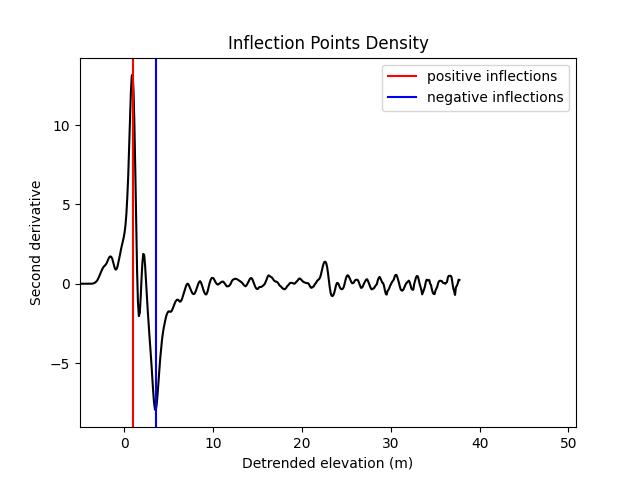 Inflection Points Density
positive inflections
negative inflections
10
5
0
−5
Second derivative
0
10
20
30
40
50
Detrended elevation (m)